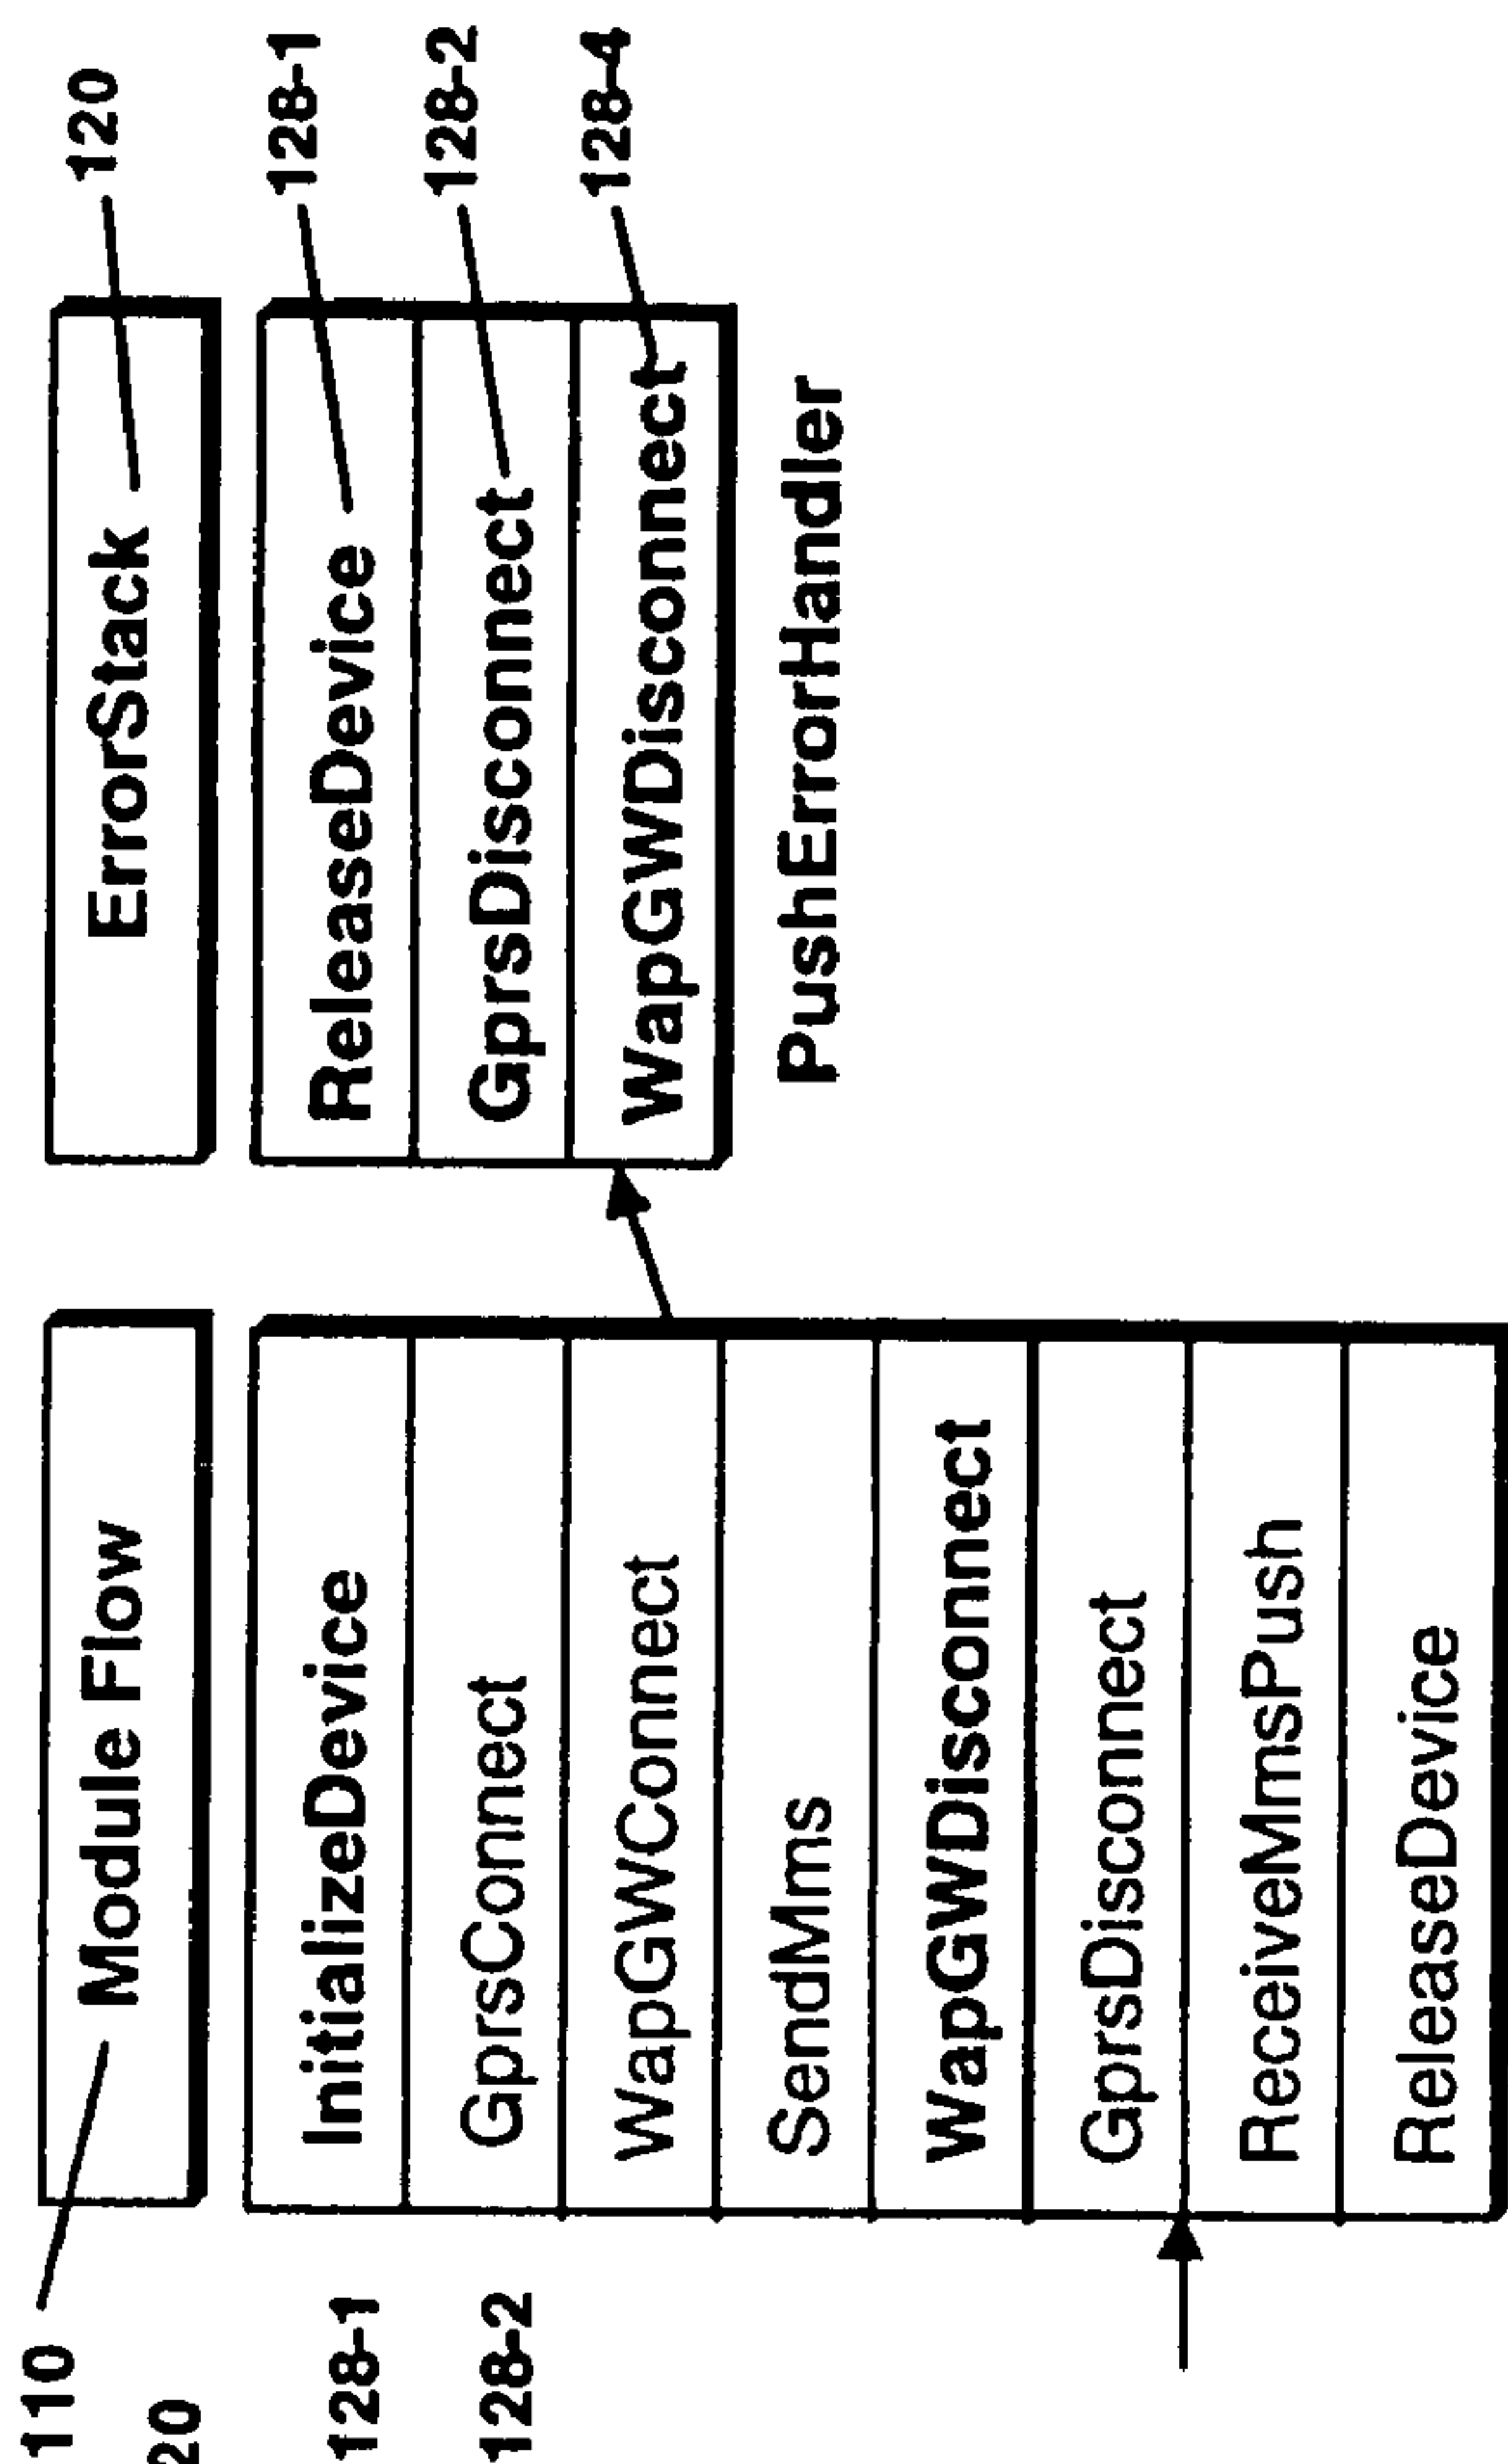 110
Module Flow
InitializeDevice
GprsConnect
WapGWConnect
SendMms
WapGWDisconnect
GprsDisconnect
ReceiveMmsPush
ReleaseDevice
128-1
128-2
ErrorStack
120
ReleaseDevice
128-1
GprsDisconnect
128-2
WapGWDisconnect
128-4
PushErrorHandler